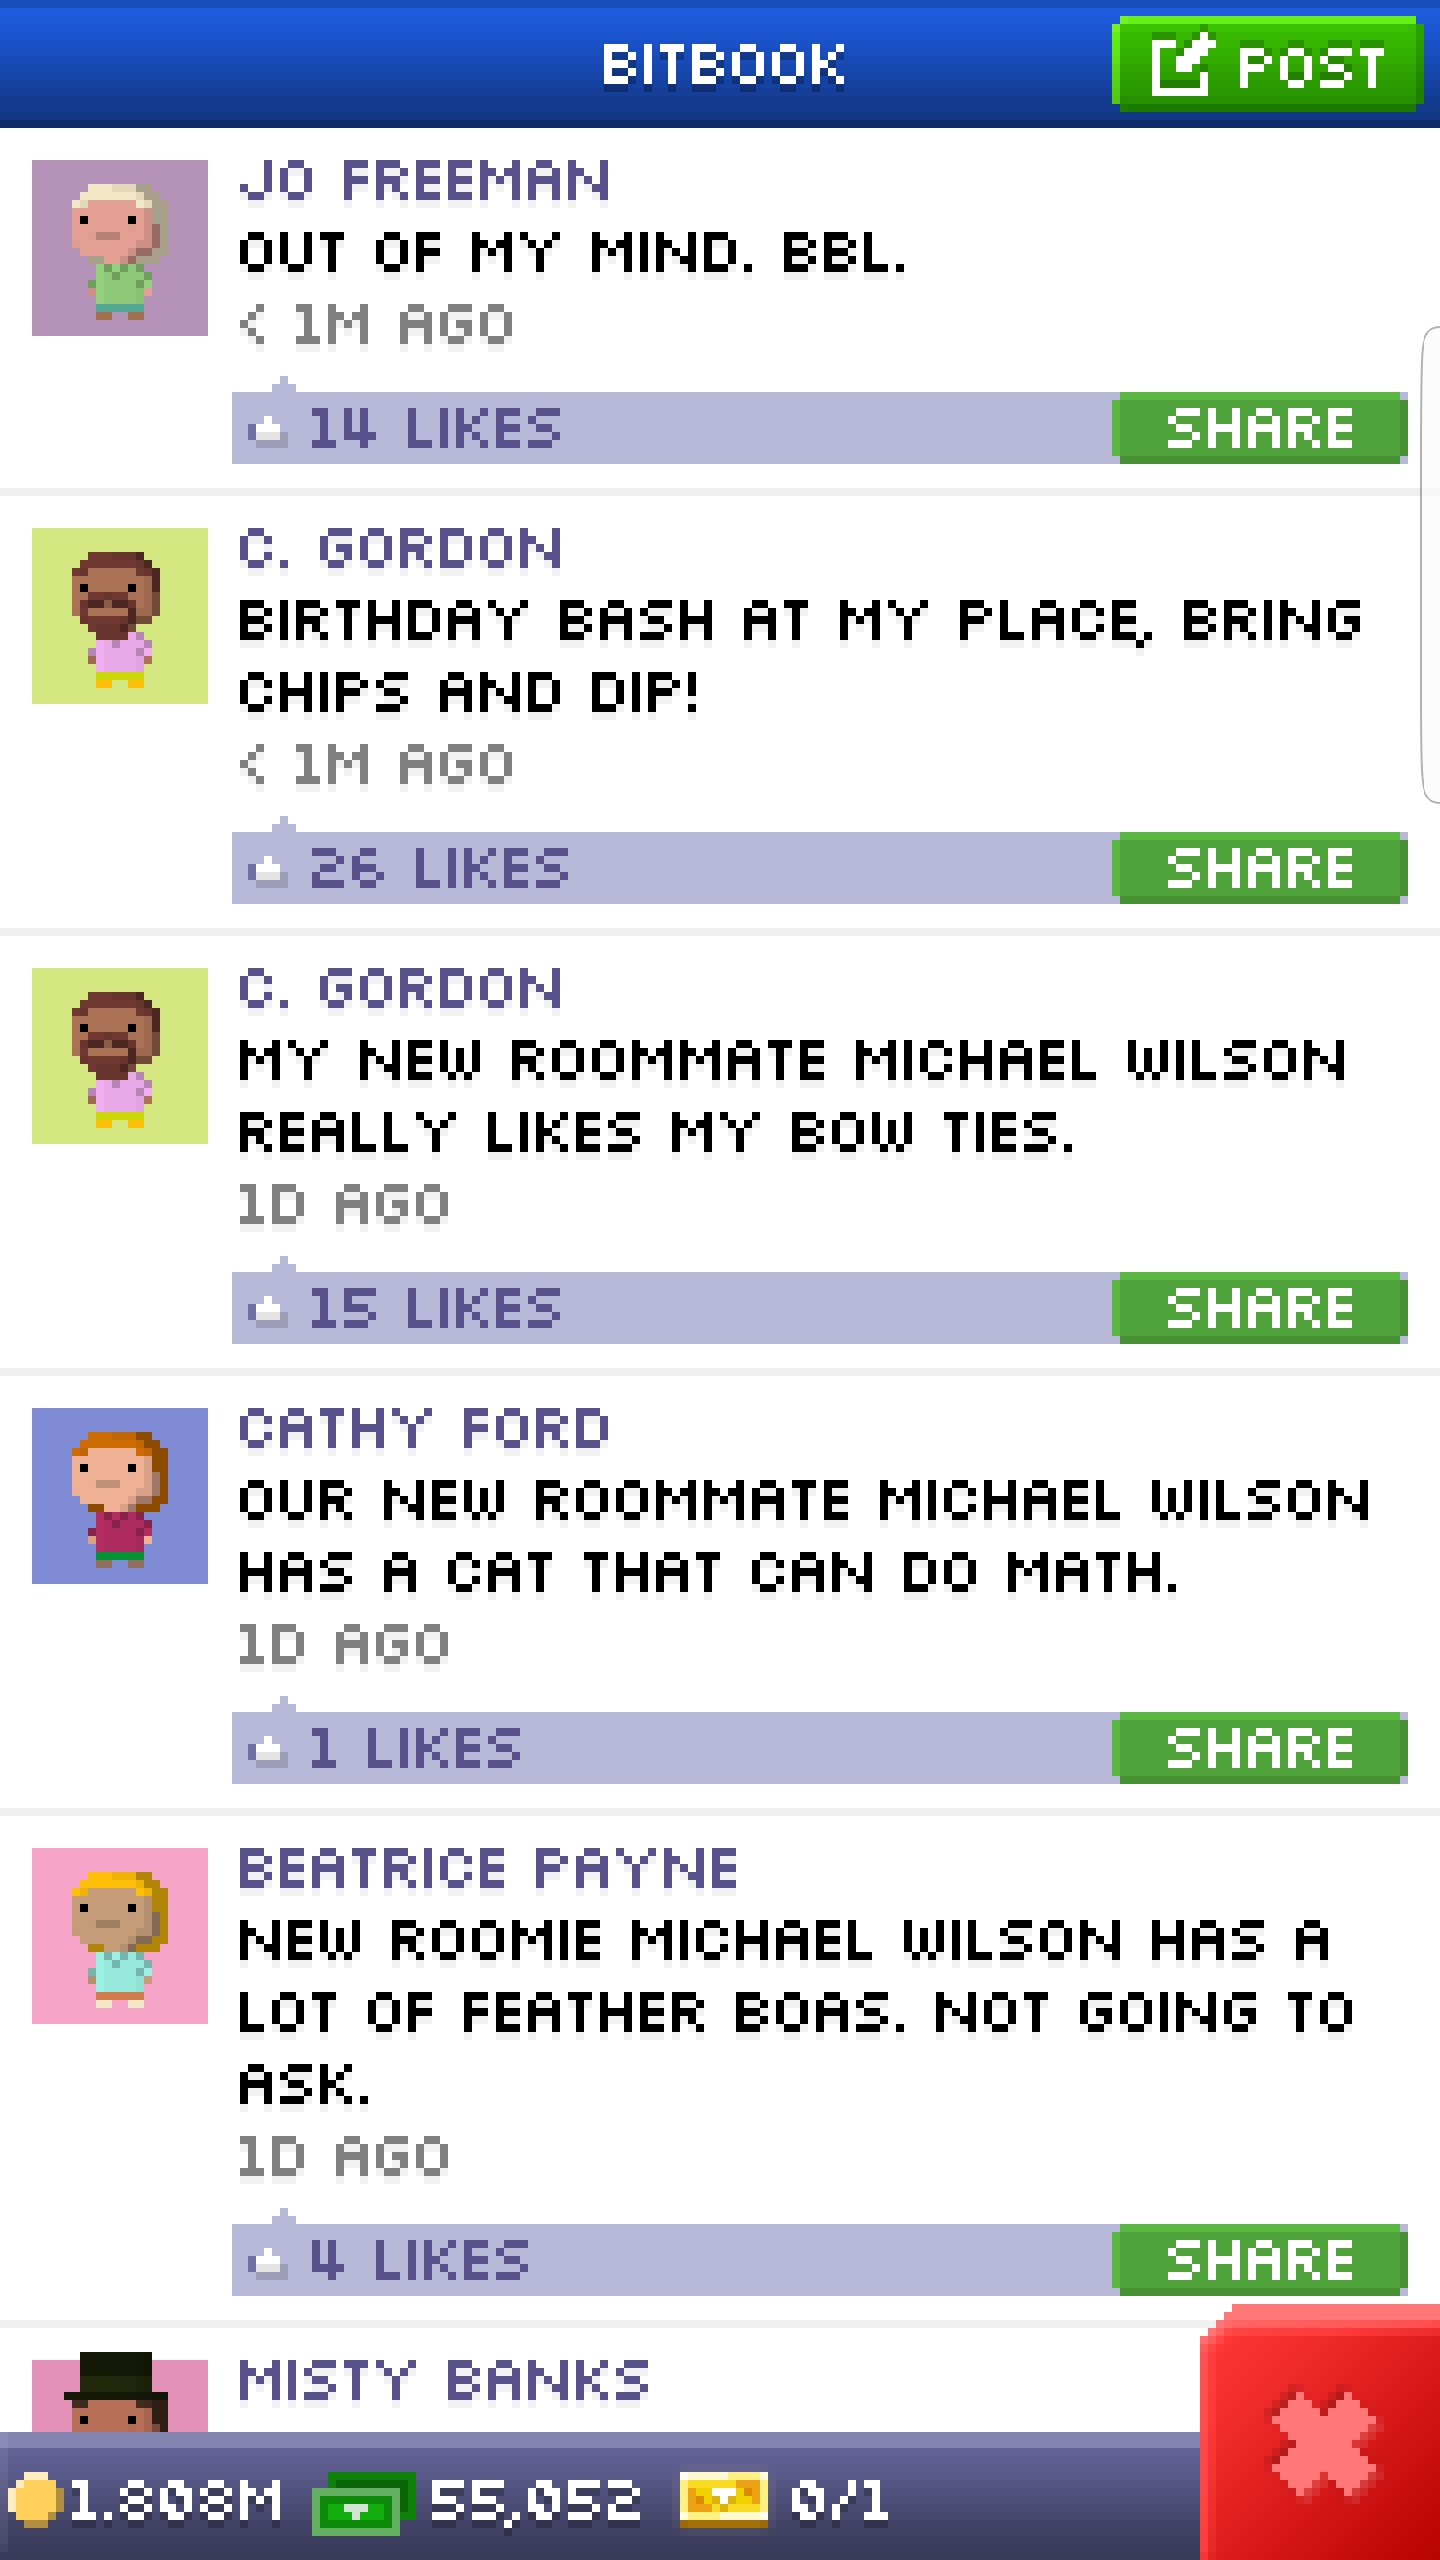 BITBOOK
POST
JO FREEMAN
OUT OF MY MIND. BBL.
< 1M AGO
14 LIKES
SHARE
C. GORDON
BIRTHDAY BASH AT MY PLACE, BRING
CHIPS AND DIP!
< 1M AGO
26 LIKES
SHARE
C. GORDON
MY NEW ROOMMATE MICHAEL WILSON
REALLY LIKES MY BOW TIES.
1D AGO
15 LIKES
SHARE
CATHY FORD
OUR NEW ROOMMATE MICHAEL WILSON
HAS A CAT THAT CAN DO MATH.
1D AGO
1 LIKES
SHARE
BEATRICE PAYNE
NEW ROOMIE MICHAEL WILSON HAS A
LOT OF FEATHER BOAS. NOT GOING TO
ASK.
1D AGO
4 LIKES
SHARE
MISTY BANKS
1.808M
55,052
0/1